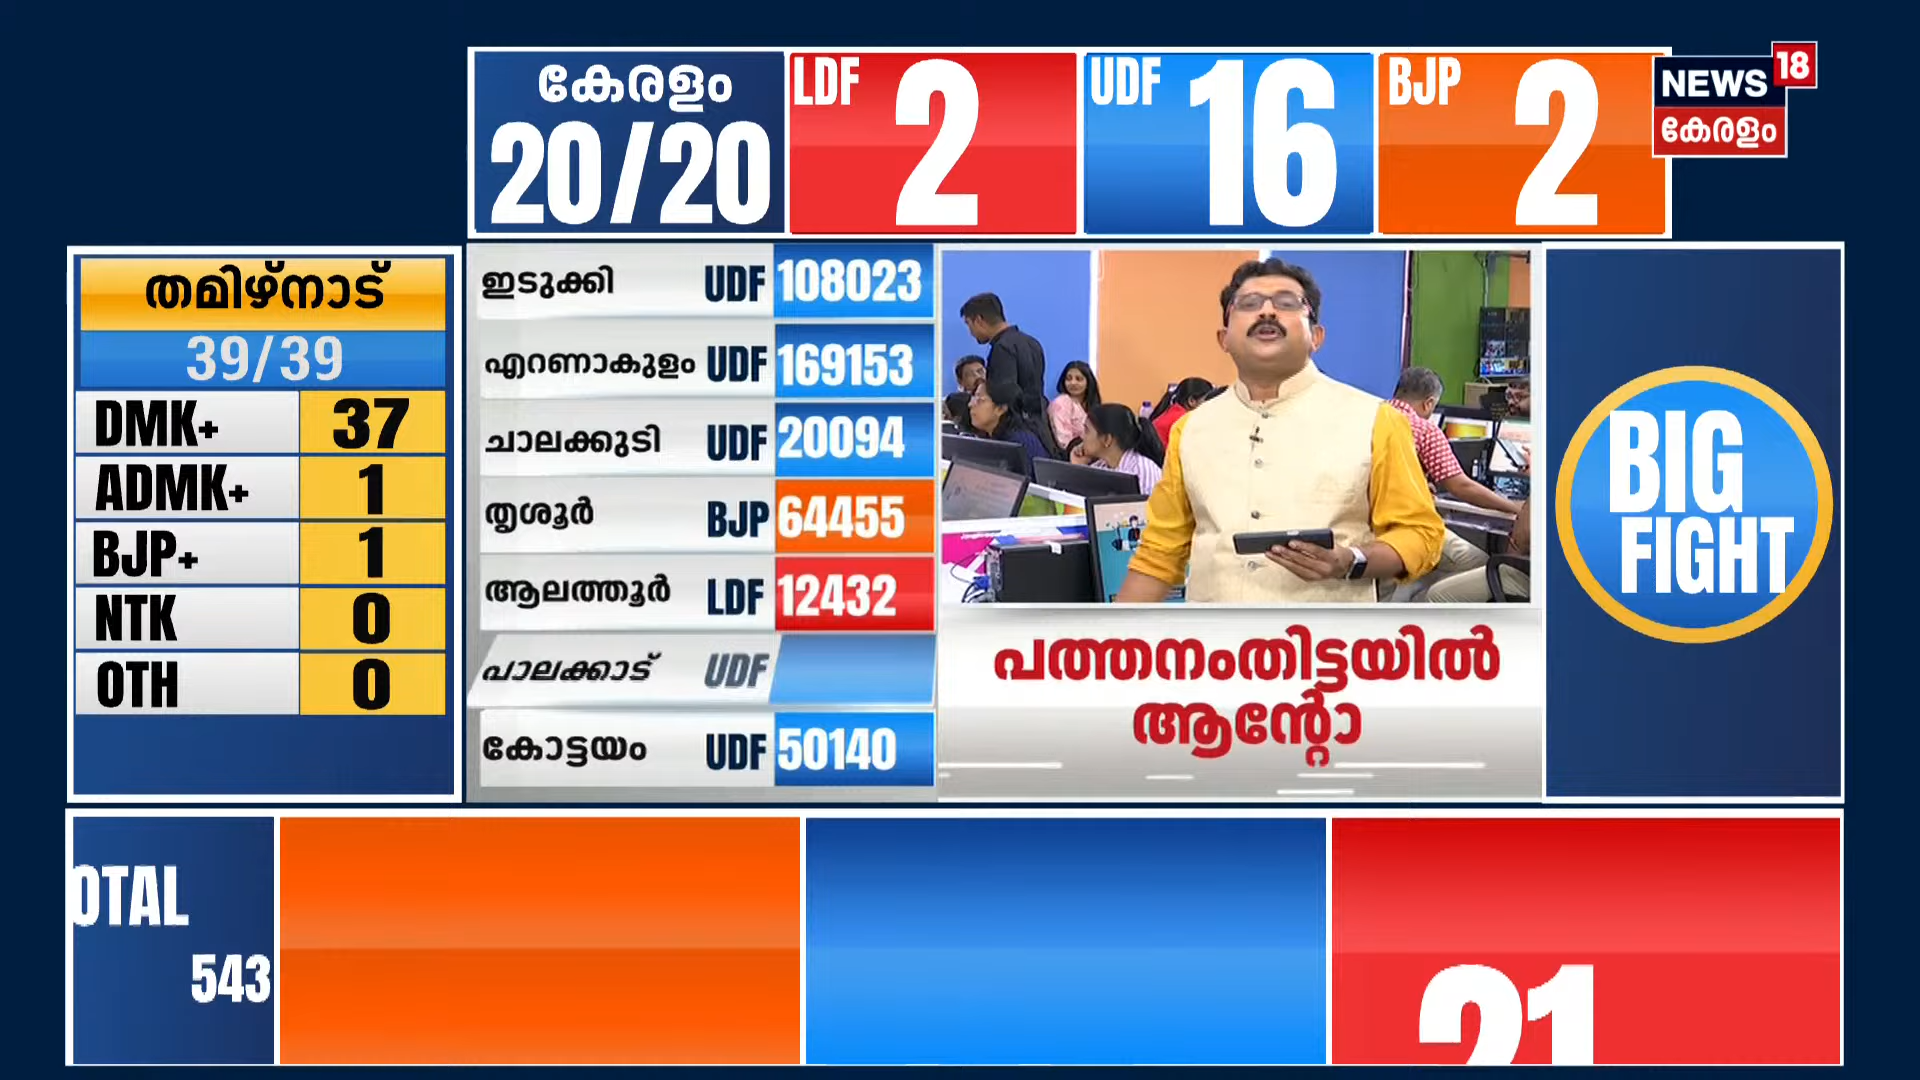 കേരളം
20/20
LDF
2
UDF
16
BJP
2
NEWS 18
കേരളം
തമിഴ്നാട്
39/39
DMK+ 37
ADMK+ 1
BJP+ 1
NTK 0
OTH 0
ഇടുക്കി UDF 108023
എറണാകുളം UDF 169153
ചാലക്കുടി UDF 20094
തൃശൂർ BJP 64455
ആലത്തൂർ LDF 12432
പാലക്കാട് UDF
കോട്ടയം UDF 50140
പത്തനംതിട്ടയിൽ
ആന്റോ
BIG
FIGHT
OTAL
543
21